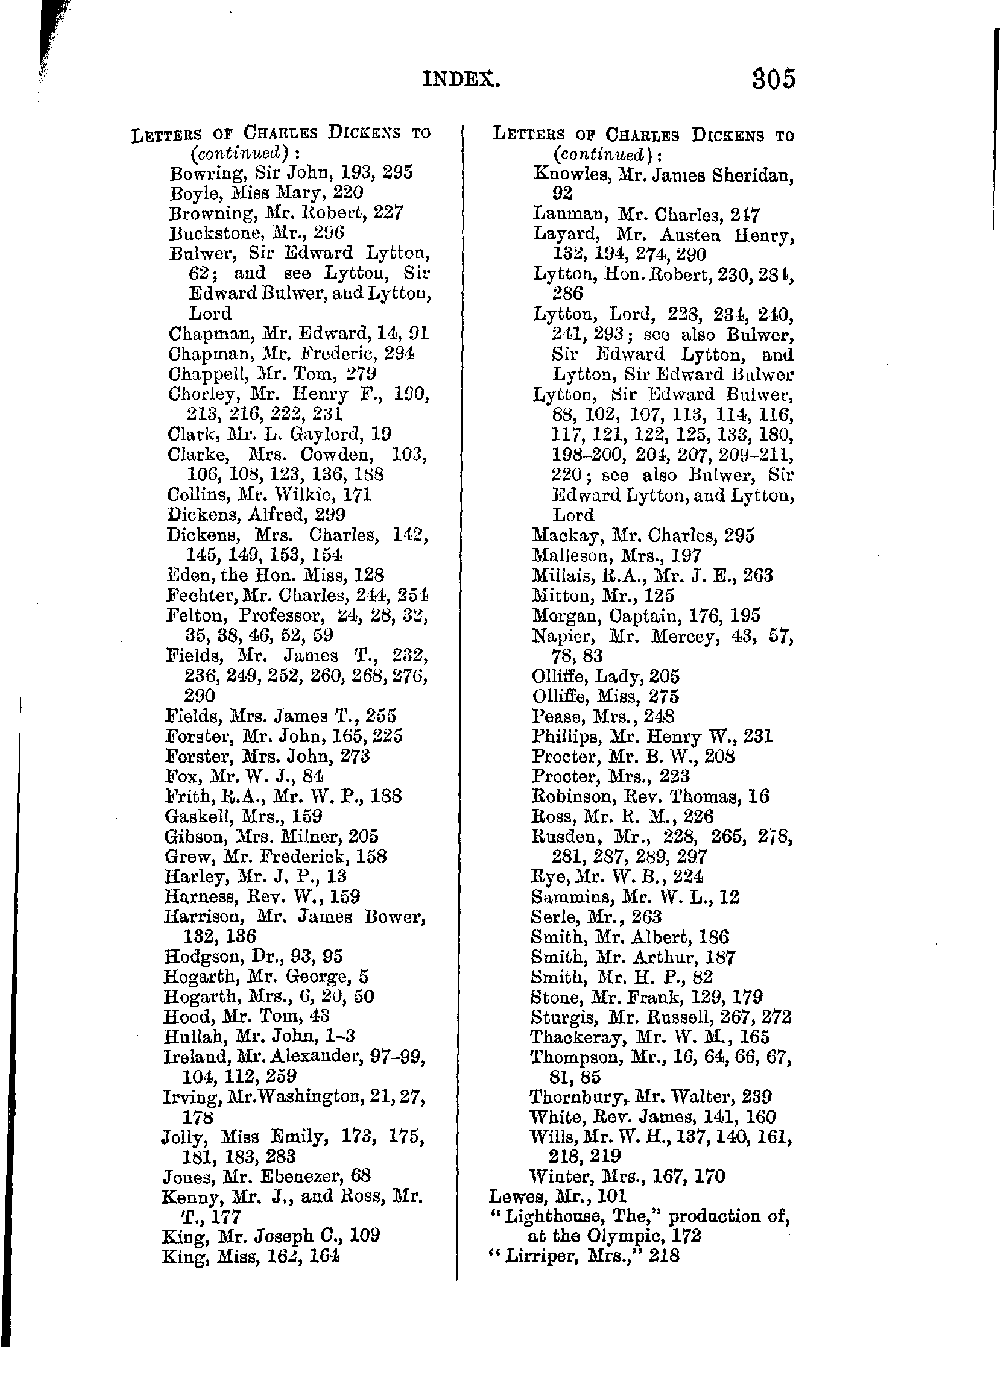 INDEX. 305
LETTERS OF CHARLES DICKENS TO
(continued):
Bowring, Sir John, 193, 295
Boyle, Miss Mary, 220
Browning, Mr. Robert, 227
Buckstone, Mr., 296
Bulwer, Sir Edward Lytton,
62; and see Lytton, Sir
Edward Bulwer, and Lytton,
Lord
Chapman, Mr. Edward, 14, 91
Chapman, Mr. Frederic, 294
Chappell, Mr. Tom, 279
Chorley, Mr. Henry F., 190,
213, 216, 222, 231
Clark, Mr. L. Gaylord, 19
Clarke, Mrs. Cowden, 103,
106, 108, 123, 136, 188
Collins, Mr. Wilkie, 171
Dickens, Alfred, 299
Dickens, Mrs. Charles, 142,
145, 149, 153, 154
Eden, the Hon. Miss, 128
Fechter, Mr. Charles, 244, 254
Felton, Professor, 24, 28, 32,
35, 38, 46, 52, 59
Fields, Mr. James T., 232,
236, 249, 252, 260, 268, 276,
290
Fields, Mrs. James T., 255
Forster, Mr. John, 165, 225
Forster, Mrs. John, 273
Fox, Mr. W. J., 84
Frith, R.A., Mr. W. P., 188
Gaskell, Mrs., 159
Gibson, Mrs. Milner, 205
Grew, Mr. Frederick, 158
Harley, Mr. J. P., 13
Harness, Rev. W., 159
Harrison, Mr. James Bower,
132, 136
Hodgson, Dr., 93, 95
Hogarth, Mr. George, 5
Hogarth, Mrs., 6, 20, 50
Hood, Mr. Tom, 43
Hullah, Mr. John, 1-3
Ireland, Mr. Alexander, 97-99,
104, 112, 259
Irving, Mr. Washington, 21, 27,
178
Jolly, Miss Emily, 173, 175,
181, 183, 283
Jones, Mr. Ebenezer, 68
Kenny, Mr. J., and Ross, Mr.
T., 177
King, Mr. Joseph C., 109
King, Miss, 162, 164
LETTERS OF CHARLES DICKENS TO
(continued):
Knowles, Mr. James Sheridan,
92
Lanman, Mr. Charles, 247
Layard, Mr. Austen Henry,
132, 194, 274, 290
Lytton, Hon. Robert, 230, 284,
286
Lytton, Lord, 228, 234, 240,
241, 293; see also Bulwer,
Sir Edward Lytton, and
Lytton, Sir Edward Bulwer
Lytton, Sir Edward Bulwer,
88, 102, 107, 113, 114, 116,
117, 121, 122, 125, 133, 180,
198-200, 204, 207, 209-211,
220; see also Bulwer, Sir
Edward Lytton, and Lytton,
Lord
Mackay, Mr. Charles, 295
Malleson, Mrs., 197
Millais, R.A., Mr. J. E., 263
Mitton, Mr., 125
Morgan, Captain, 176, 195
Napier, Mr. Mercey, 43, 57,
78, 83
Olliffe, Lady, 205
Olliffe, Miss, 275
Pease, Mrs., 248
Phillips, Mr. Henry W., 231
Procter, Mr. B. W., 208
Procter, Mrs., 223
Robinson, Rev. Thomas, 16
Ross, Mr. R. M., 226
Rusden, Mr., 228, 265, 278,
281, 287, 289, 297
Rye, Mr. W. B., 224
Sammins, Mr. W. L., 12
Serle, Mr., 263
Smith, Mr. Albert, 186
Smith, Mr. Arthur, 187
Smith, Mr. H. P., 82
Stone, Mr. Frank, 129, 179
Sturgis, Mr. Russell, 267, 272
Thackeray, Mr. W. M., 165
Thompson, Mr., 16, 64, 66, 67,
81, 85
Thornbury, Mr. Walter, 239
White, Rev. James, 141, 160
Wills, Mr. W. H., 137, 140, 161,
218, 219
Winter, Mrs., 167, 170
Lewes, Mr., 101
"Lighthouse, The," production of,
at the Olympic, 172
"Lirriper, Mrs.," 218